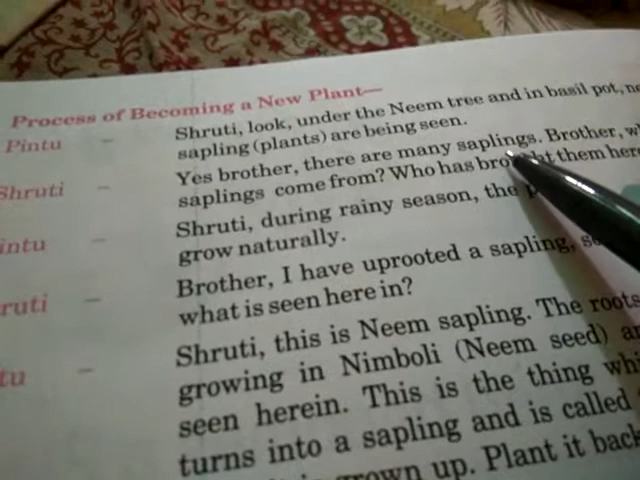 Process of Becoming a New Plant—
Pintu – Shruti, look, under the Neem tree and in basil pot,
sapling (plants) are being seen.
Shruti – Yes brother, there are many saplings. Brother,
saplings come from? Who has brought them here
intu – Shruti, during rainy season, the
grow naturally.
ruti – Brother, I have uprooted a sapling,
what is seen here in?
tu – Shruti, this is Neem sapling. The roots
growing in Nimboli (Neem seed)
seen herein. This is the thing
turns into a sapling and is called
grown up. Plant it back